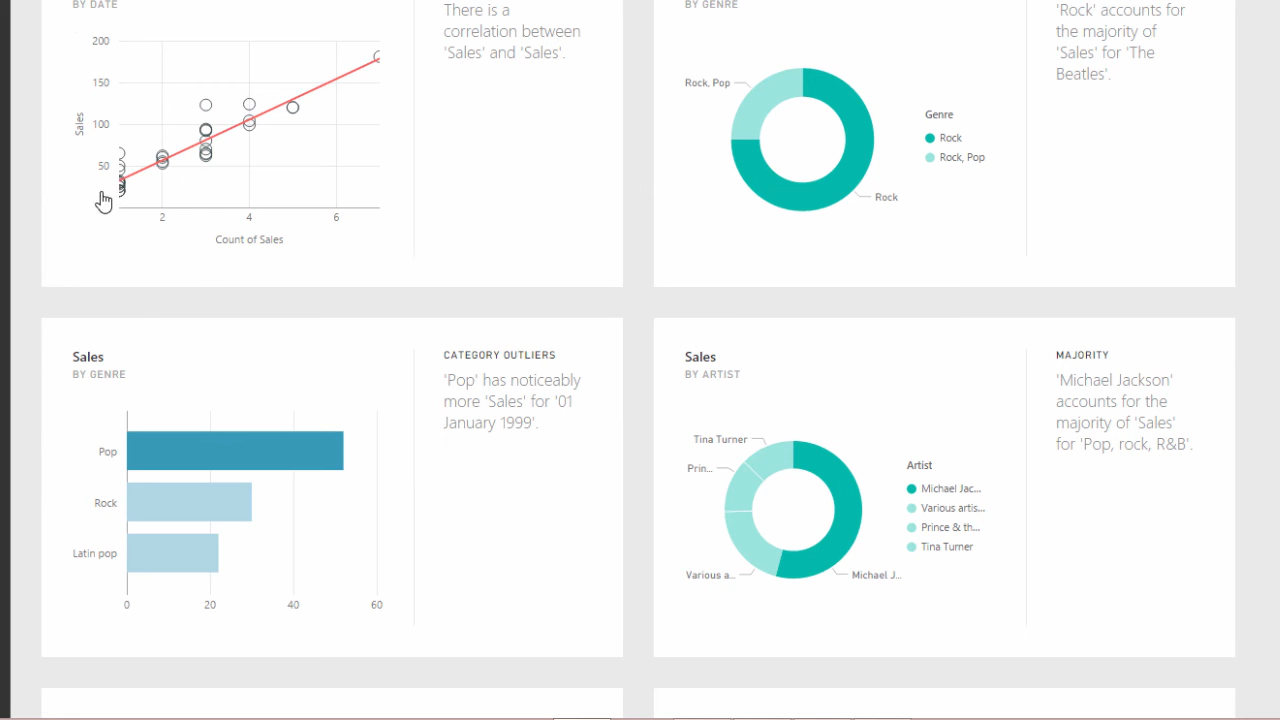 BY DATE
200
150
100
50
Sales
2
4
6
Count of Sales
There is a
correlation between
'Sales' and 'Sales'.
BY GENRE
Rock, Pop
Rock
Genre
Rock
Rock, Pop
'Rock' accounts for
the majority of
'Sales' for 'The
Beatles'.
Sales
BY GENRE
Pop
Rock
Latin pop
0
20
40
60
CATEGORY OUTLIERS
'Pop' has noticeably
more 'Sales' for '01
January 1999'.
Sales
BY ARTIST
Tina Turner
Prin...
Various a...
Michael J...
Artist
Michael Jac...
Various artis...
Prince & th...
Tina Turner
MAJORITY
'Michael Jackson'
accounts for the
majority of 'Sales'
for 'Pop, rock, R&B'.